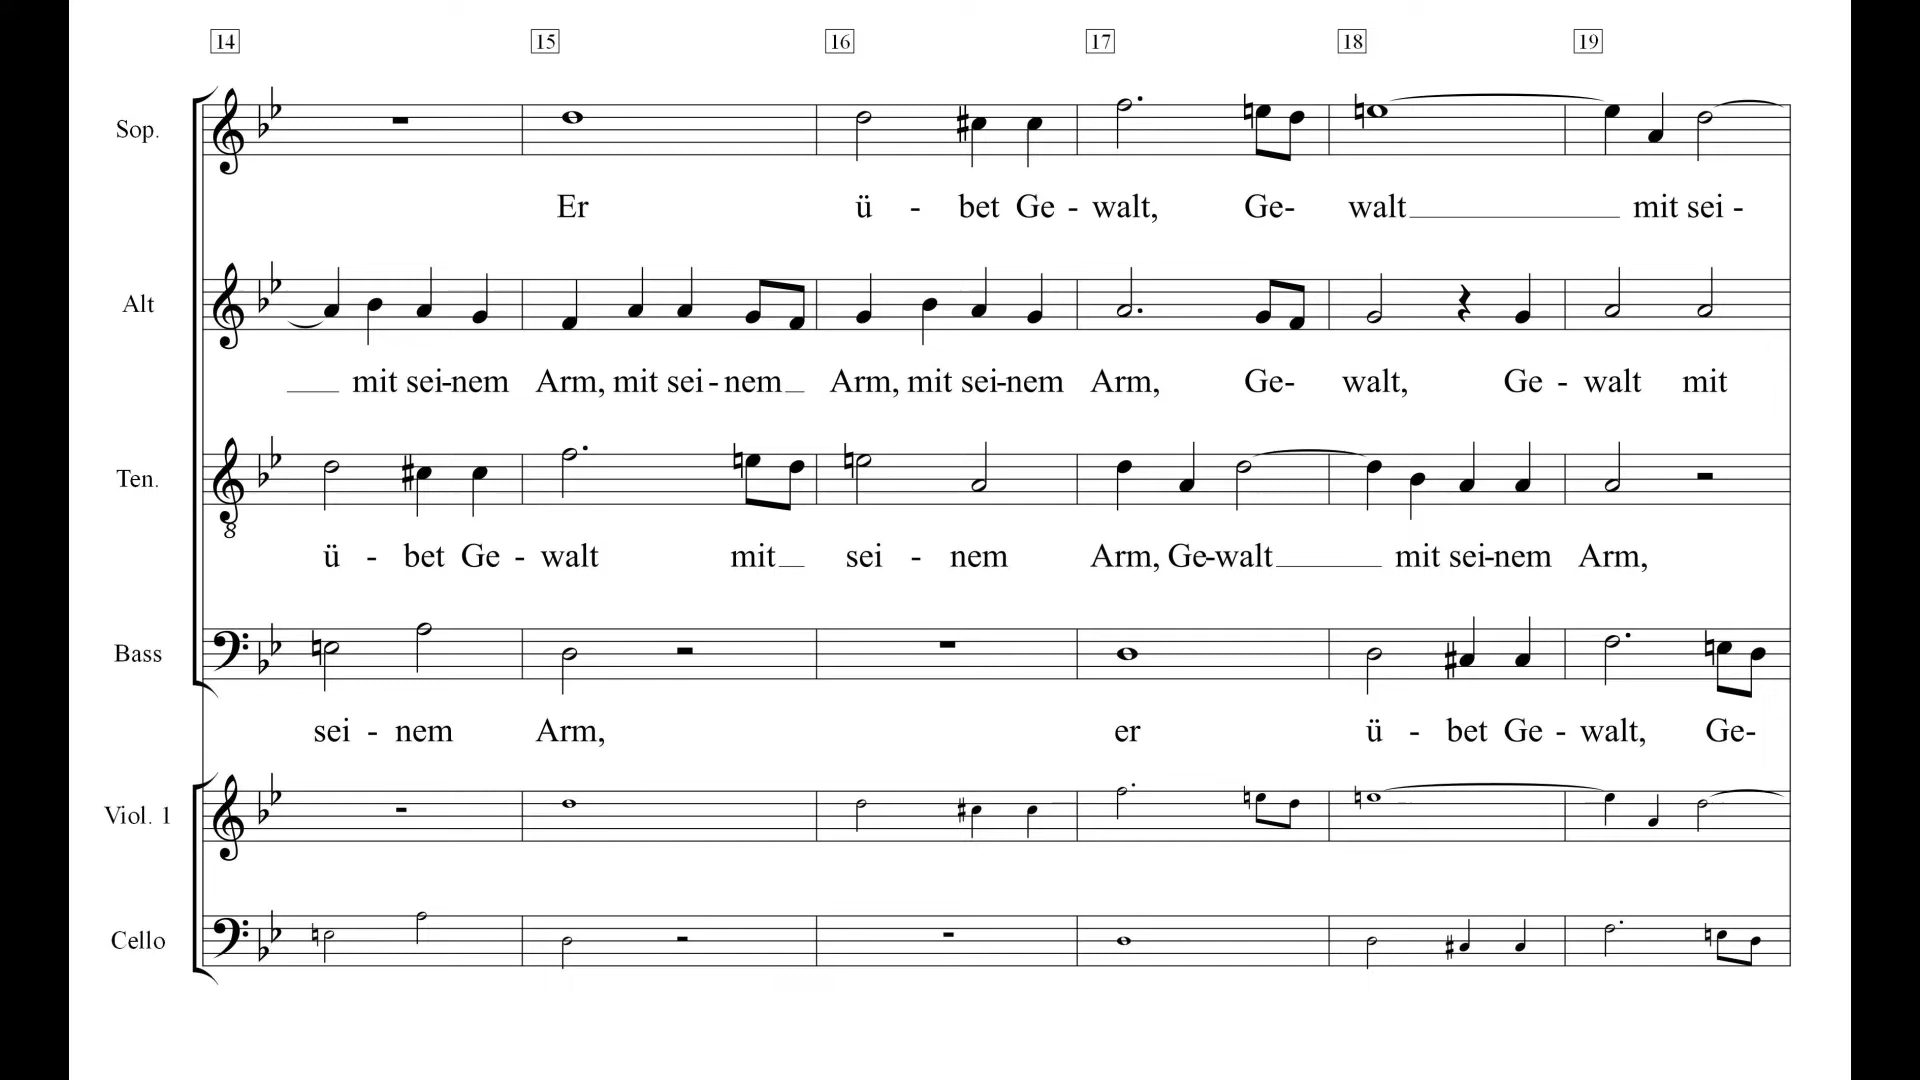 14 15 16 17 18 19
Sop.
Er ü - bet Ge - walt, Ge- walt mit sei -
Alt
mit sei-nem Arm, mit sei - nem Arm, mit sei-nem Arm, Ge- walt, Ge - walt mit
Ten.
8
ü - bet Ge - walt mit sei - nem Arm, Ge-walt mit sei-nem Arm,
Bass
sei - nem Arm, er ü - bet Ge - walt, Ge-
Viol. 1
Cello